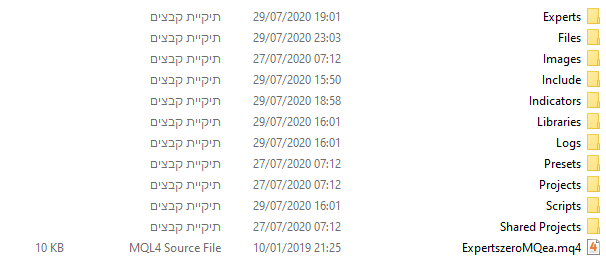 Experts 29/07/2020 19:01 תיקיית קבצים
Files 29/07/2020 23:03 תיקיית קבצים
Images 27/07/2020 07:12 תיקיית קבצים
Include 29/07/2020 15:50 תיקיית קבצים
Indicators 29/07/2020 18:58 תיקיית קבצים
Libraries 29/07/2020 16:01 תיקיית קבצים
Logs 29/07/2020 16:01 תיקיית קבצים
Presets 27/07/2020 07:12 תיקיית קבצים
Projects 27/07/2020 07:12 תיקיית קבצים
Scripts 29/07/2020 16:01 תיקיית קבצים
Shared Projects 27/07/2020 07:12 תיקיית קבצים
ExpertszeroMQea.mq4 10/01/2019 21:25 MQL4 Source File 10 KB